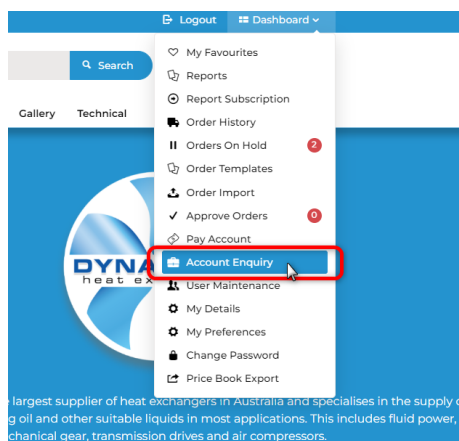 Logout Dashboard
Search
Gallery Technical
My Favourites
Reports
Report Subscription
Order History
Orders On Hold 2
Order Templates
Order Import
Approve Orders 0
Pay Account
Account Enquiry
User Maintenance
My Details
My Preferences
Change Password
Price Book Export
DYNA
heat ex
largest supplier of heat exchangers in Australia and specialises in the supply
g oil and other suitable liquids in most applications. This includes fluid power,
chanical gear, transmission drives and air compressors.